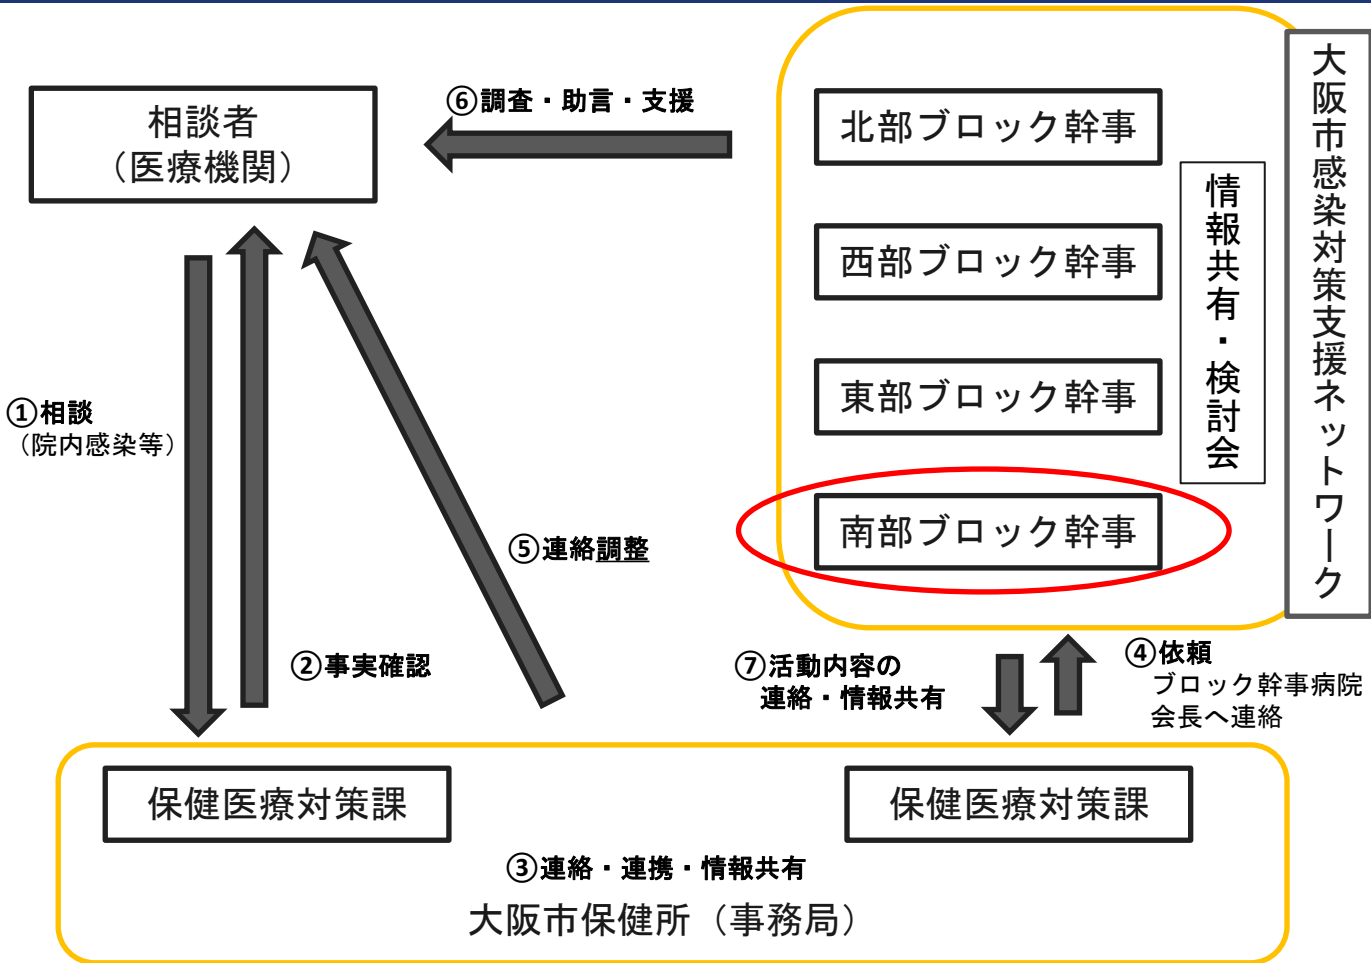 相談者
（医療機関）
⑥調査・助言・支援
北部ブロック幹事
西部ブロック幹事
東部ブロック幹事
南部ブロック幹事
情報共有・検討会
大阪市感染対策支援ネットワーク
①相談
（院内感染等）
②事実確認
⑤連絡調整
⑦活動内容の
連絡・情報共有
④依頼
ブロック幹事病院
会長へ連絡
保健医療対策課
保健医療対策課
③連絡・連携・情報共有
大阪市保健所（事務局）